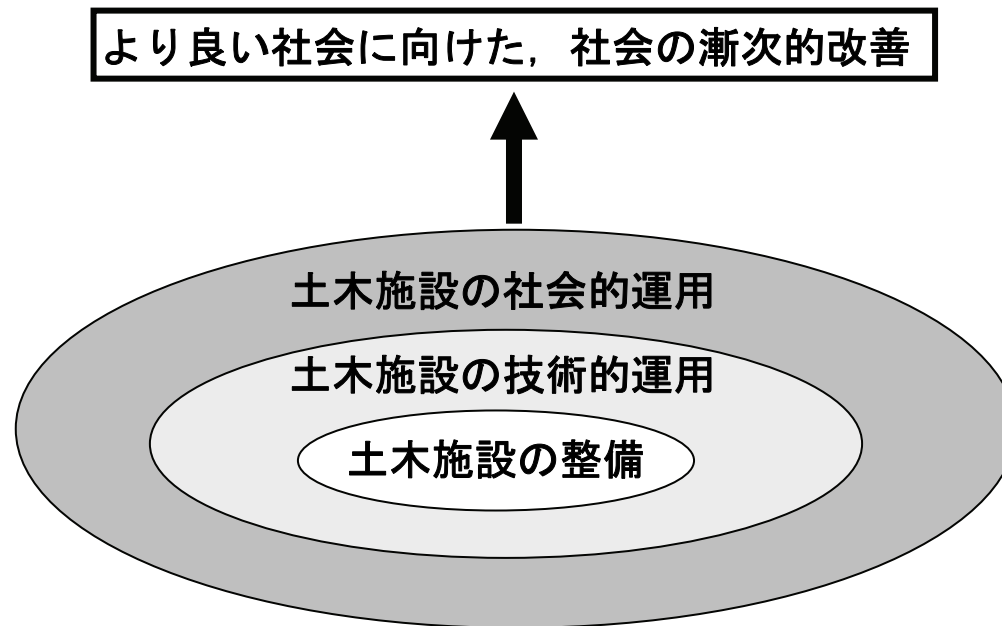 より良い社会に向けた，社会の漸次的改善
土木施設の社会的運用
土木施設の技術的運用
土木施設の整備